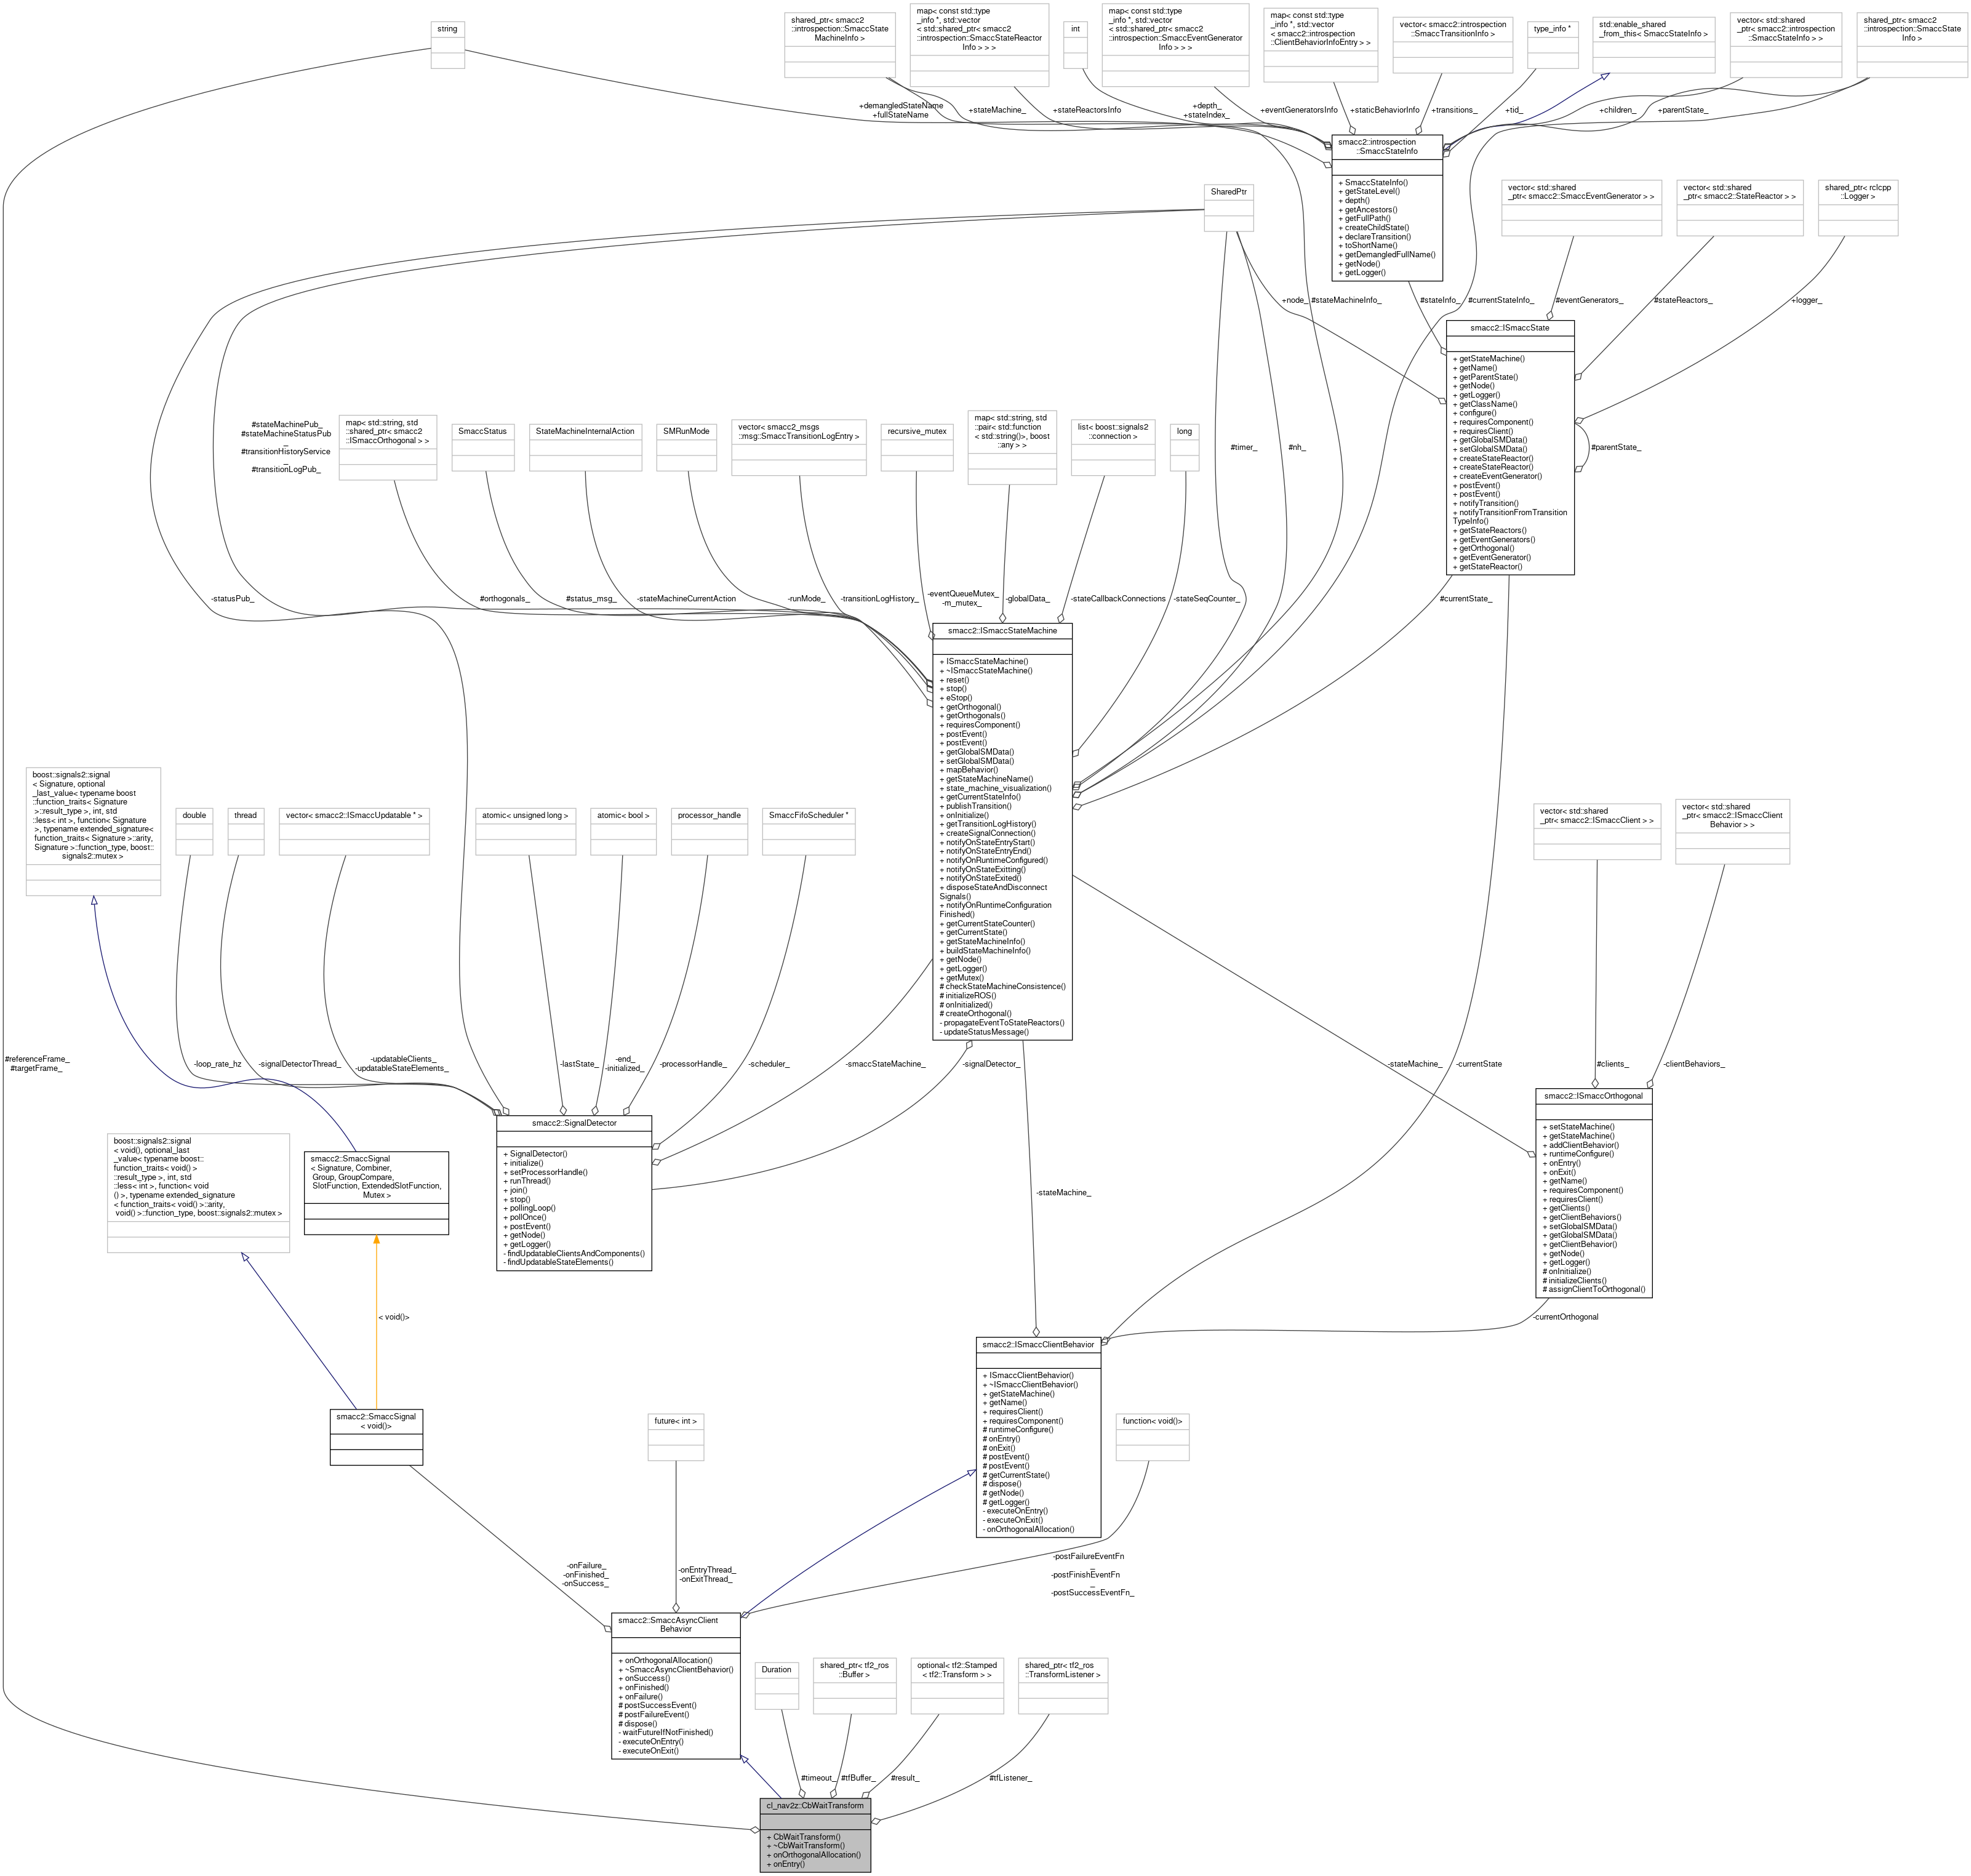 string
shared_ptr< smacc2
::introspection::SmaccState
MachineInfo >
map< const std::type
_info *, std::vector
< std::shared_ptr< smacc2
::introspection::SmaccStateReactor
Info > > >
int
map< const std::type
_info *, std::vector
< std::shared_ptr< smacc2
::introspection::SmaccEventGenerator
Info > > >
map< const std::type
_info *, std::vector
< smacc2::introspection
::ClientBehaviorInfoEntry > >
vector< smacc2::introspection
::SmaccTransitionInfo >
type_info *
std::enable_shared
_from_this< SmaccStateInfo >
vector< std::shared
_ptr< smacc2::introspection
::SmaccStateInfo > >
shared_ptr< smacc2
::introspection::SmaccState
Info >
+demangledStateName
+fullStateName
+stateMachine_
+stateReactorsInfo
+depth_
+stateIndex_
+eventGeneratorsInfo
+staticBehaviorInfo
+transitions_
+tid_
+children_
+parentState_
smacc2::introspection
::SmaccStateInfo
+ SmaccStateInfo()
+ getStateLevel()
+ depth()
+ getAncestors()
+ getFullPath()
+ createChildState()
+ declareTransition()
+ toShortName()
+ getDemangledFullName()
+ getNode()
+ getLogger()
SharedPtr
vector< std::shared
_ptr< smacc2::SmaccEventGenerator > >
vector< std::shared
_ptr< smacc2::StateReactor > >
shared_ptr< rclcpp
::Logger >
+node_
#stateMachineInfo_
#stateInfo_
#currentStateInfo_
#eventGenerators_
#stateReactors_
+logger_
smacc2::ISmaccState
+ getStateMachine()
+ getName()
+ getParentState()
+ getNode()
+ getLogger()
+ getClassName()
+ configure()
+ requiresComponent()
+ requiresClient()
+ getGlobalSMData()
+ setGlobalSMData()
+ createStateReactor()
+ createStateReactor()
+ createEventGenerator()
+ postEvent()
+ postEvent()
+ notifyTransition()
+ notifyTransitionFromTransition
TypeInfo()
+ getStateReactors()
+ getEventGenerators()
+ getOrthogonal()
+ getEventGenerator()
+ getStateReactor()
#parentState_
#stateMachinePub_
#stateMachineStatusPub
_
#transitionHistoryService
_
#transitionLogPub_
map< std::string, std
::shared_ptr< smacc2
::ISmaccOrthogonal > >
SmaccStatus
StateMachineInternalAction
SMRunMode
vector< smacc2_msgs
::msg::SmaccTransitionLogEntry >
recursive_mutex
map< std::string, std
::pair< std::function
< std::string()>, boost
::any > >
list< boost::signals2
::connection >
long
#timer_
#nh_
-statusPub_
#orthogonals_
#status_msg_
-stateMachineCurrentAction
-runMode_
-transitionLogHistory_
-eventQueueMutex_
-m_mutex_
-globalData_
-stateCallbackConnections
-stateSeqCounter_
#currentState_
smacc2::ISmaccStateMachine
+ ISmaccStateMachine()
+ ~ISmaccStateMachine()
+ reset()
+ stop()
+ eStop()
+ getOrthogonal()
+ getOrthogonals()
+ requiresComponent()
+ postEvent()
+ postEvent()
+ getGlobalSMData()
+ setGlobalSMData()
+ mapBehavior()
+ getStateMachineName()
+ state_machine_visualization()
+ getCurrentStateInfo()
+ publishTransition()
+ onInitialize()
+ getTransitionLogHistory()
+ createSignalConnection()
+ notifyOnStateEntryStart()
+ notifyOnStateEntryEnd()
+ notifyOnRuntimeConfigured()
+ notifyOnStateExitting()
+ notifyOnStateExited()
+ disposeStateAndDisconnect
Signals()
+ notifyOnRuntimeConfiguration
Finished()
+ getCurrentStateCounter()
+ getCurrentState()
+ getStateMachineInfo()
+ buildStateMachineInfo()
+ getNode()
+ getLogger()
+ getMutex()
# checkStateMachineConsistence()
# initializeROS()
# onInitialized()
# createOrthogonal()
- propagateEventToStateReactors()
- updateStatusMessage()
boost::signals2::signal
< Signature, optional
_last_value< typename boost
::function_traits< Signature
>::result_type >, int, std
::less< int >, function< Signature
>, typename extended_signature<
function_traits< Signature >::arity,
Signature >::function_type, boost::
signals2::mutex >
double
thread
vector< smacc2::ISmaccUpdatable * >
atomic< unsigned long >
atomic< bool >
processor_handle
SmaccFifoScheduler *
vector< std::shared
_ptr< smacc2::ISmaccClient > >
vector< std::shared
_ptr< smacc2::ISmaccClient
Behavior > >
#referenceFrame_
#targetFrame_
-loop_rate_hz
-signalDetectorThread_
-updatableClients_
-updatableStateElements_
-lastState_
-end_
-initialized_
-processorHandle_
-scheduler_
-smaccStateMachine_
-signalDetector_
-stateMachine_
-currentState
#clients_
-clientBehaviors_
smacc2::SignalDetector
+ SignalDetector()
+ initialize()
+ setProcessorHandle()
+ runThread()
+ join()
+ stop()
+ pollingLoop()
+ pollOnce()
+ postEvent()
+ getNode()
+ getLogger()
- findUpdatableClientsAndComponents()
- findUpdatableStateElements()
smacc2::ISmaccOrthogonal
+ setStateMachine()
+ getStateMachine()
+ addClientBehavior()
+ runtimeConfigure()
+ onEntry()
+ onExit()
+ getName()
+ requiresComponent()
+ requiresClient()
+ getClients()
+ getClientBehaviors()
+ setGlobalSMData()
+ getGlobalSMData()
+ getClientBehavior()
+ getNode()
+ getLogger()
# onInitialize()
# initializeClients()
# assignClientToOrthogonal()
boost::signals2::signal
< void(), optional_last
_value< typename boost::
function_traits< void() >
::result_type >, int, std
::less< int >, function< void
() >, typename extended_signature
< function_traits< void() >::arity,
void() >::function_type, boost::signals2::mutex >
smacc2::SmaccSignal
< Signature, Combiner,
Group, GroupCompare,
SlotFunction, ExtendedSlotFunction,
Mutex >
-stateMachine_
< void()>
-currentOrthogonal
smacc2::ISmaccClientBehavior
+ ISmaccClientBehavior()
+ ~ISmaccClientBehavior()
+ getStateMachine()
+ getName()
+ requiresClient()
+ requiresComponent()
# runtimeConfigure()
# onEntry()
# onExit()
# postEvent()
# postEvent()
# getCurrentState()
# dispose()
# getNode()
# getLogger()
- executeOnEntry()
- executeOnExit()
- onOrthogonalAllocation()
smacc2::SmaccSignal
< void()>
future< int >
function< void()>
-onFailure_
-onFinished_
-onSuccess_
-onEntryThread_
-onExitThread_
-postFailureEventFn
_
-postFinishEventFn
_
-postSuccessEventFn_
smacc2::SmaccAsyncClient
Behavior
+ onOrthogonalAllocation()
+ ~SmaccAsyncClientBehavior()
+ onSuccess()
+ onFinished()
+ onFailure()
# postSuccessEvent()
# postFailureEvent()
# dispose()
- waitFutureIfNotFinished()
- executeOnEntry()
- executeOnExit()
Duration
shared_ptr< tf2_ros
::Buffer >
optional< tf2::Stamped
< tf2::Transform > >
shared_ptr< tf2_ros
::TransformListener >
#timeout_
#tfBuffer_
#result_
#tfListener_
cl_nav2z::CbWaitTransform
+ CbWaitTransform()
+ ~CbWaitTransform()
+ onOrthogonalAllocation()
+ onEntry()